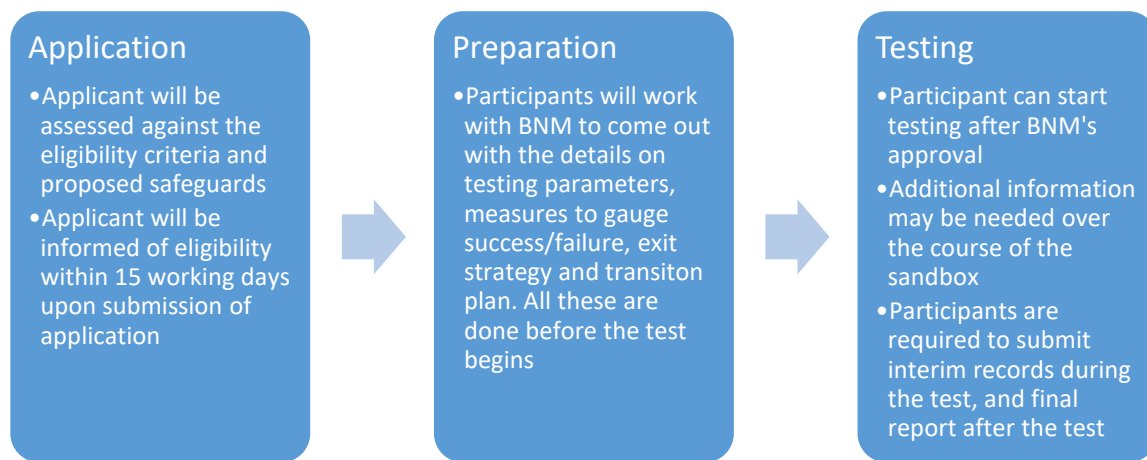 Application
•Applicant will be
assessed against the
eligibility criteria and
proposed safeguards
•Applicant will be
informed of eligibility
within 15 working days
upon submission of
application
Preparation
•Participants will work
with BNM to come out
with the details on
testing parameters,
measures to gauge
success/failure, exit
strategy and transiton
plan. All these are
done before the test
begins
Testing
•Participant can start
testing after BNM's
approval
•Additional information
may be needed over
the course of the
sandbox
•Participants are
required to submit
interim records during
the test, and final
report after the test